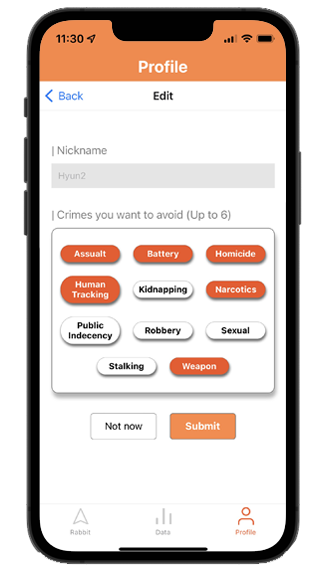 11:30
Profile
Back
Edit
| Nickname
Hyun2
| Crimes you want to avoid (Up to 6)
Assualt
Battery
Homicide
Human
Tracking
Kidnapping
Narcotics
Public
Indecency
Robbery
Sexual
Stalking
Weapon
Not now
Submit
Rabbit
Data
Profile